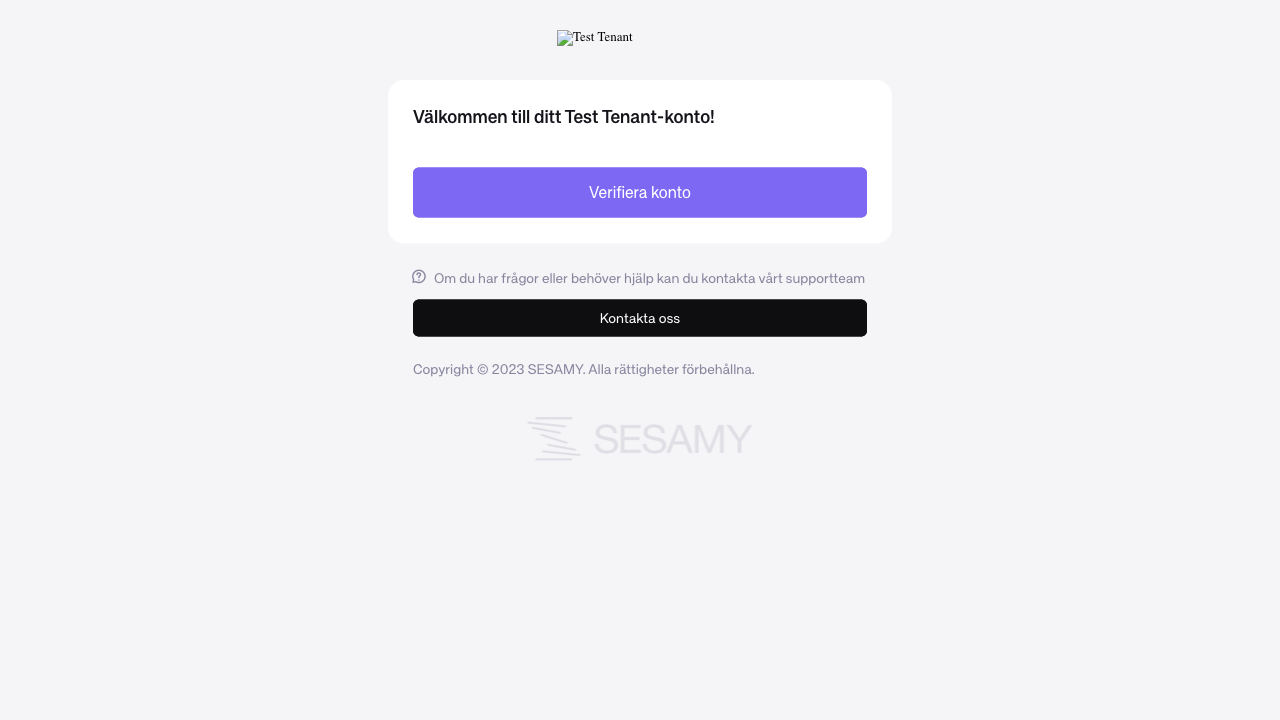 Test Tenant
Välkommen till ditt Test Tenant-konto!
Verifiera konto
Om du har frågor eller behöver hjälp kan du kontakta vårt supportteam
Kontakta oss
Copyright © 2023 SESAMY. Alla rättigheter förbehållna.
SESAMY